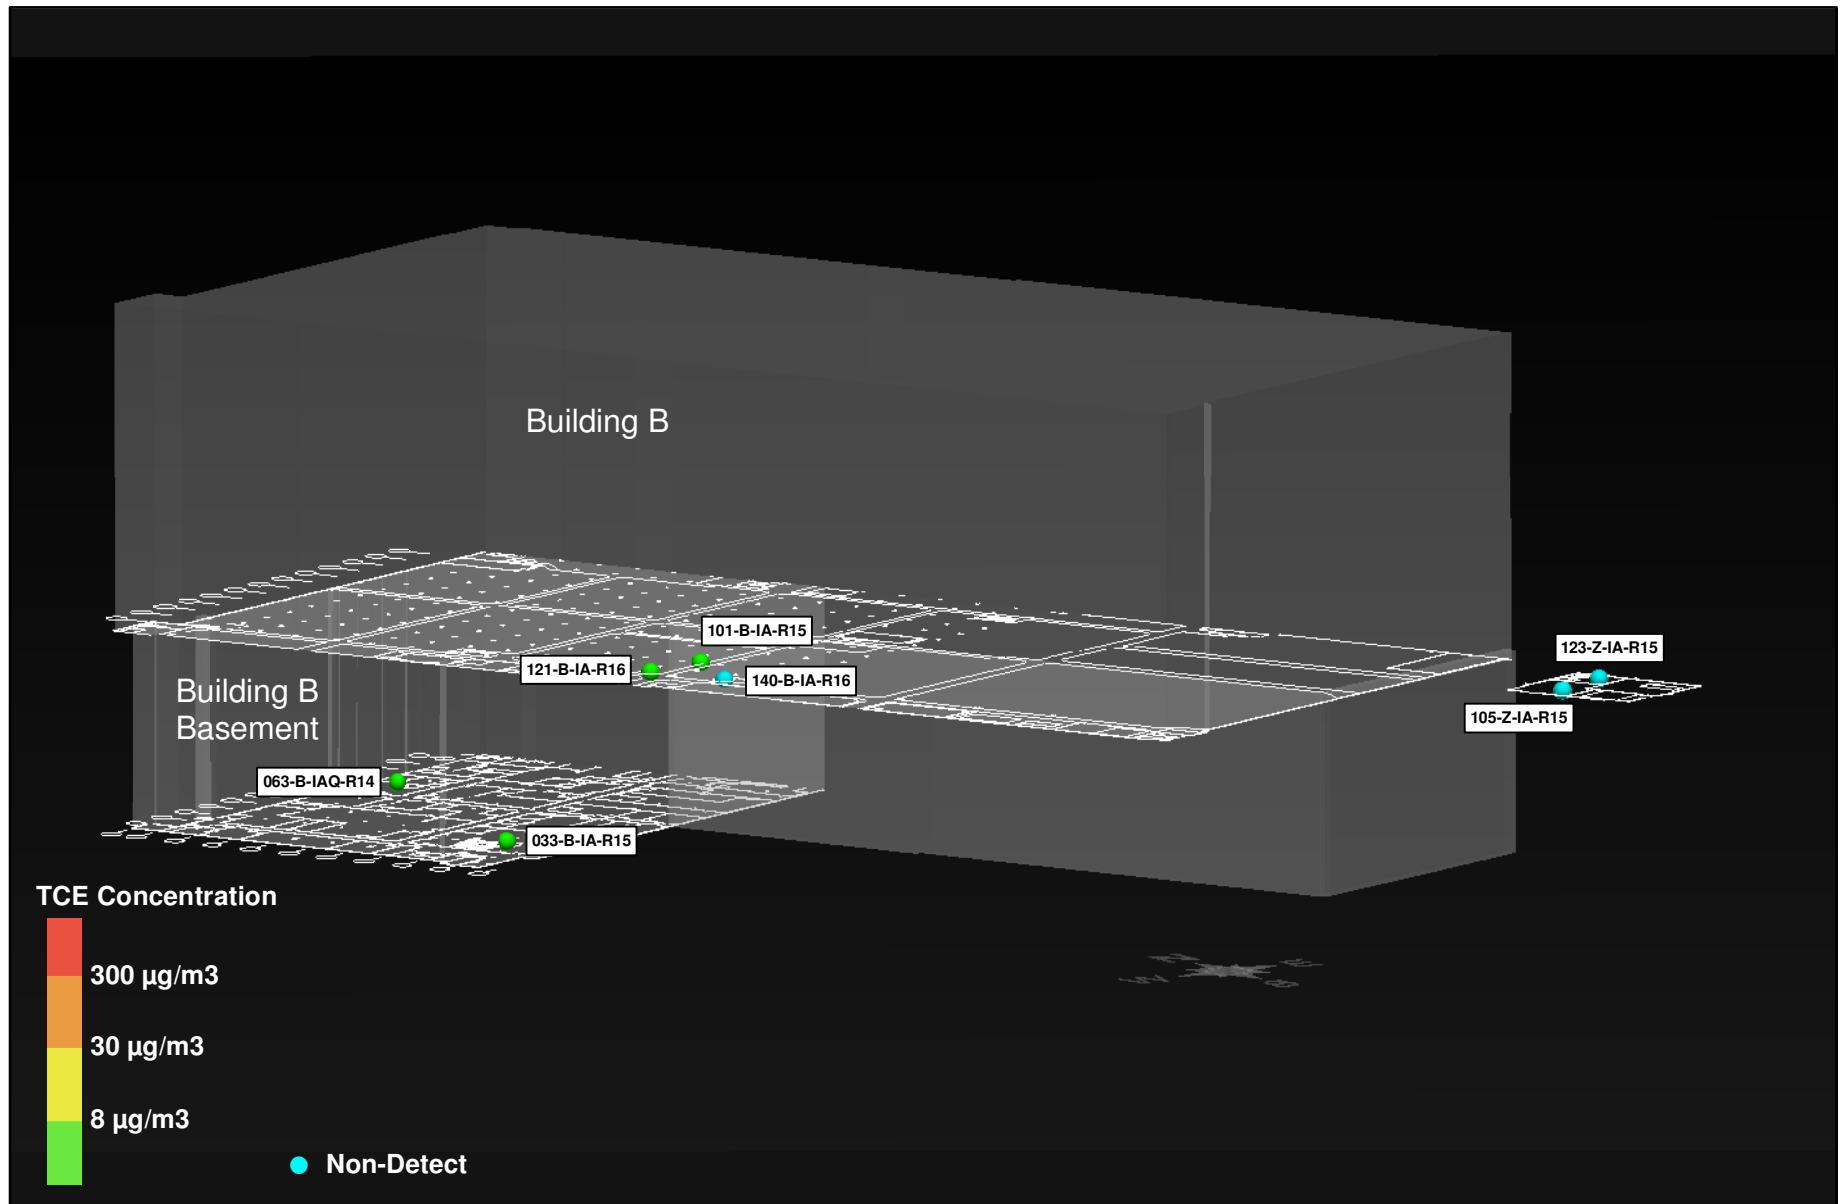 Building B
101-B-IA-R15
121-B-IA-R16
140-B-IA-R16
123-Z-IA-R15
105-Z-IA-R15
Building B
Basement
063-B-IAQ-R14
033-B-IA-R15
TCE Concentration
300 µg/m3
30 µg/m3
8 µg/m3
Non-Detect
N
E
W
S